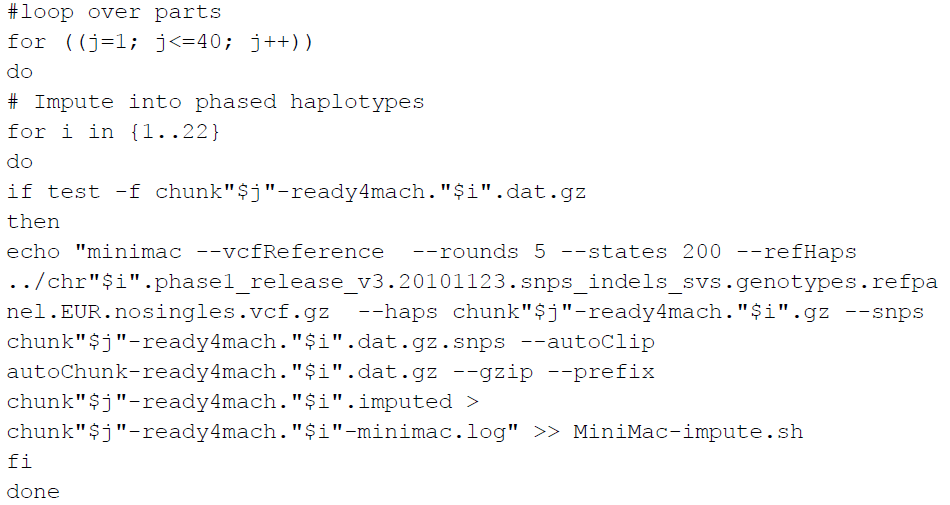 #loop over parts
for ((j=1; j<=40; j++))
do
# Impute into phased haplotypes
for i in {1..22}
do
if test -f chunk"$j"-ready4mach."$i".dat.gz
then
echo "minimac --vcfReference  --rounds 5 --states 200 --refHaps
../chr"$i".phase1_release_v3.20101123.snps_indels_svs.genotypes.refpa
nel.EUR.nosingles.vcf.gz  --haps chunk"$j"-ready4mach."$i".gz --snps
chunk"$j"-ready4mach."$i".dat.gz.snps --autoClip
autoChunk-ready4mach."$i".dat.gz --gzip --prefix
chunk"$j"-ready4mach."$i".imputed >
chunk"$j"-ready4mach."$i"-minimac.log" >> MiniMac-impute.sh
fi
done